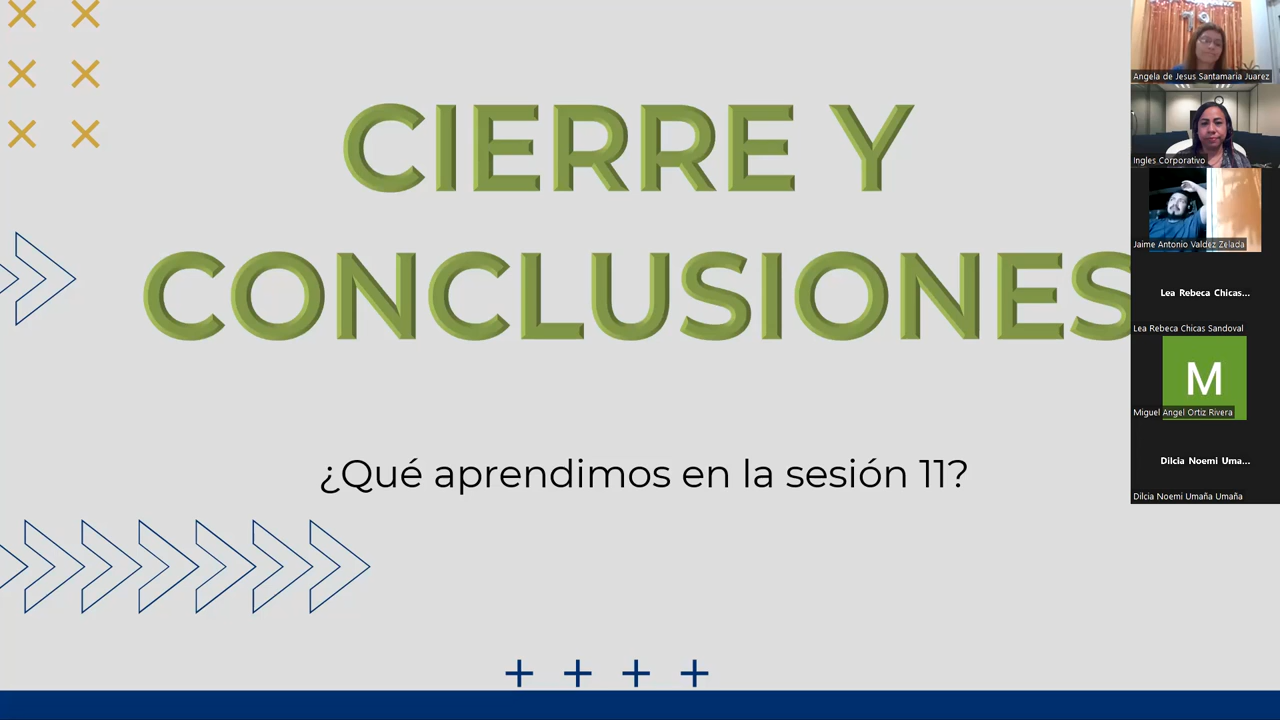 CIERRE Y
CONCLUSIONES
¿Qué aprendimos en la sesión 11?
Angela de Jesus Santamaria Juarez
Ingles Corporativo
Jaime Antonio Valdez Zelada
Lea Rebeca Chicas...
Lea Rebeca Chicas Sandoval
M
Miguel Angel Ortiz Rivera
Dilcia Noemi Uma...
Dilcia Noemi Umaña Umaña